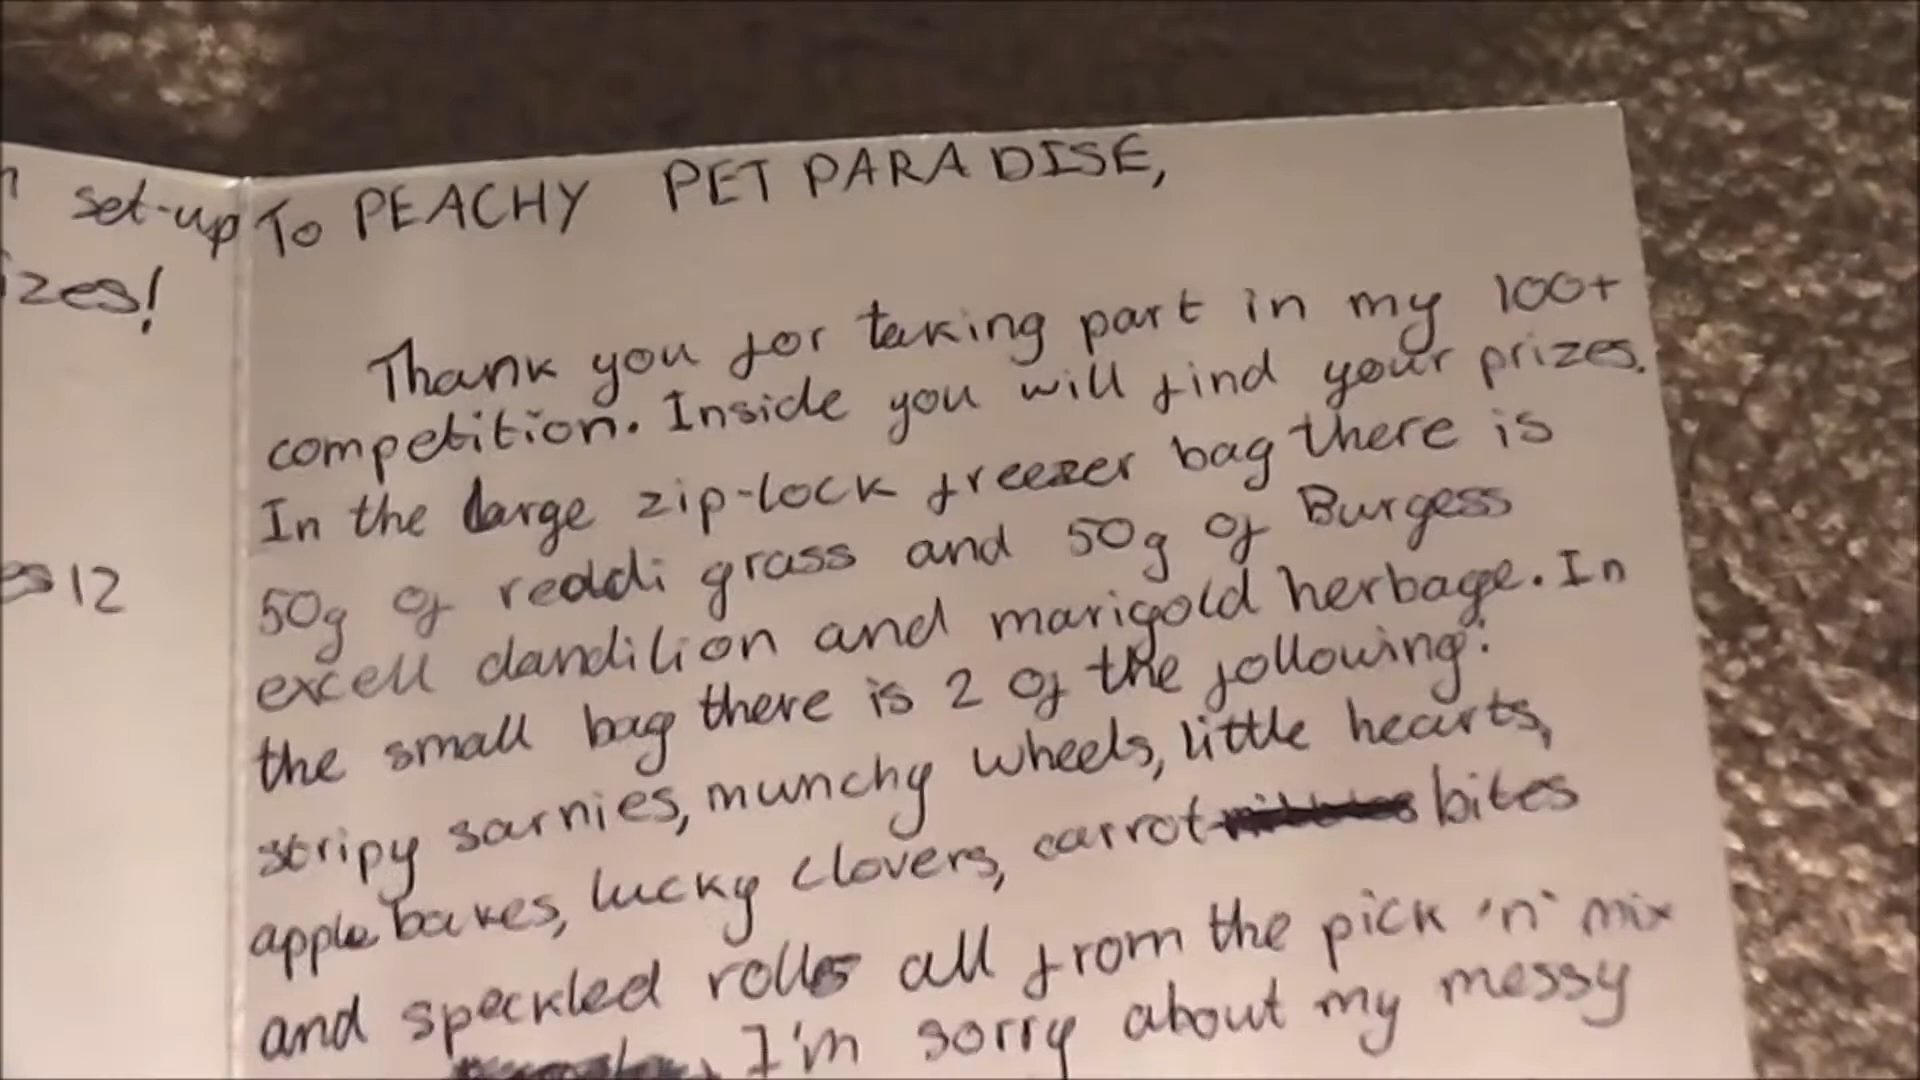 set-up
zes!
12
To PEACHY PET PARADISE,
Thank you for taking part in my 100+
competition. Inside you will find your prizes.
In the large zip-lock freezer bag there is
50g of reddi grass and 50g of Burgess
excell dandilion and marigold herbage. In
the small bag there is 2 of the following:
stripy sarnies, munchy wheels, little hearts,
apple bakes, lucky clovers, carrot bites
and speckled rolls all from the pick 'n' mix
I'm sorry about my messy